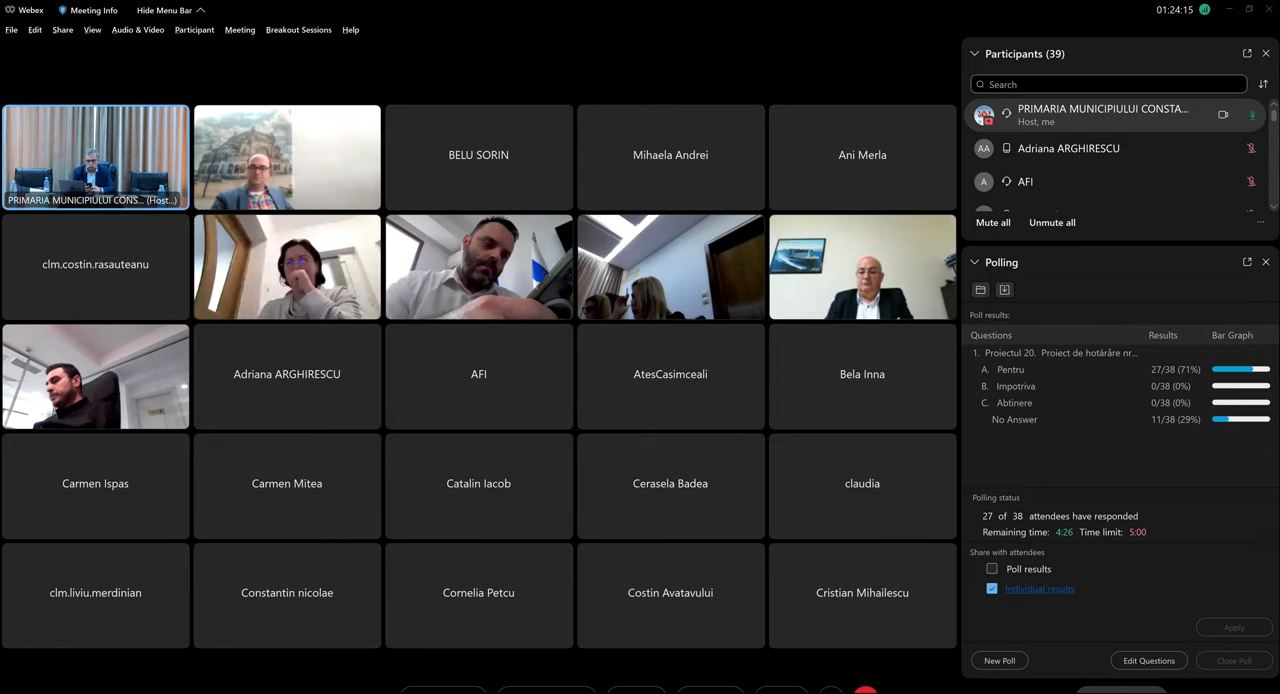 Webex Meeting Info Hide Menu Bar 01:24:15
File Edit Share View Audio & Video Participant Meeting Breakout Sessions Help
PRIMARIA MUNICIPIULUI CONS... (Host...)
BELU SORIN
Mihaela Andrei
Ani Merla
clm.costin.rasauteanu
Adriana ARGHIRESCU
AFI
AtesCasimceali
Bela Inna
Carmen Ispas
Carmen Mitea
Catalin Iacob
Cerasela Badea
claudia
clm.liviu.merdinian
Constantin nicolae
Cornelia Petcu
Costin Avatavului
Cristian Mihailescu
Participants (39)
Search
PRIMARIA MUNICIPIULUI CONSTA...
Host, me
AA Adriana ARGHIRESCU
A AFI
Mute all Unmute all
Polling
Poll results:
Questions Results Bar Graph
1. Proiectul 20. Proiect de hotărâre nr...
A. Pentru 27/38 (71%)
B. Impotriva 0/38 (0%)
C. Abtinere 0/38 (0%)
No Answer 11/38 (29%)
Polling status
27 of 38 attendees have responded
Remaining time: 4:26 Time limit: 5:00
Share with attendees
Poll results
Individual results
Apply
New Poll Edit Questions Close Poll